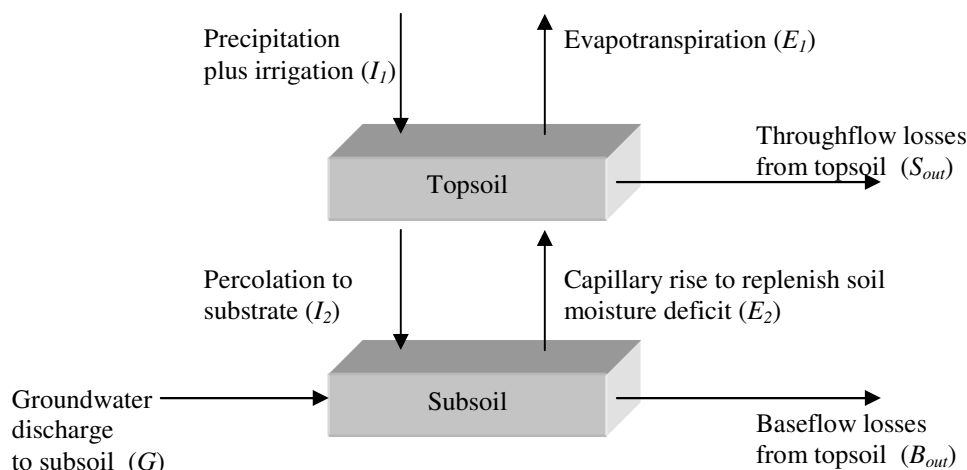 Precipitation
plus irrigation (I1)
Evapotranspiration (E1)
Topsoil
Throughflow losses
from topsoil (Sout)
Percolation to
substrate (I2)
Capillary rise to replenish soil
moisture deficit (E2)
Groundwater
discharge
to subsoil (G)
Subsoil
Baseflow losses
from topsoil (Bout)